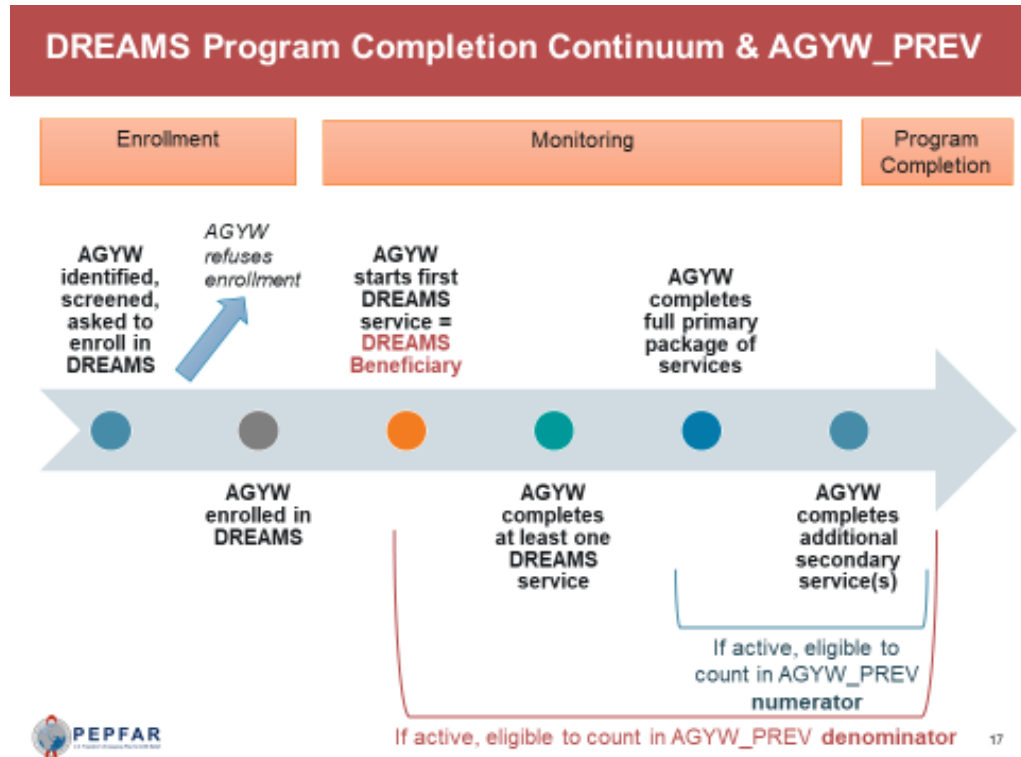 DREAMS Program Completion Continuum & AGYW_PREV
Enrollment
Monitoring
Program
Completion
AGYW
identified,
screened,
asked to
enroll in
DREAMS
AGYW
refuses
enrollment
AGYW
starts first
DREAMS
service =
DREAMS
Beneficiary
AGYW
completes
full primary
package of
services
AGYW
enrolled in
DREAMS
AGYW
completes
at least one
DREAMS
service
AGYW
completes
additional
secondary
service(s)
If active, eligible to
count in AGYW_PREV
numerator
If active, eligible to count in AGYW_PREV denominator
PEPFAR
17